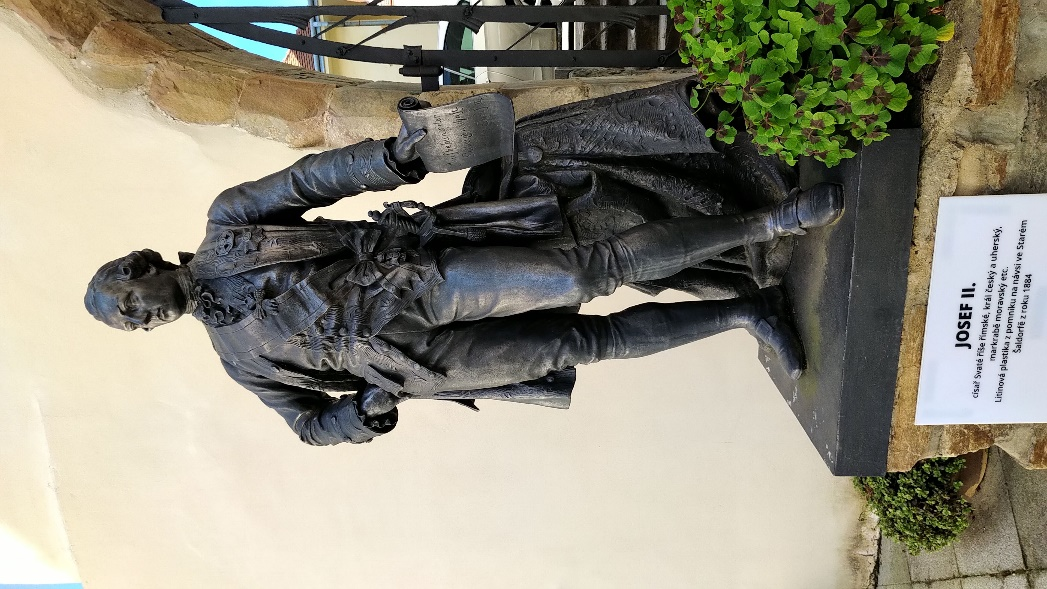 JOSEF II.
císař Svaté říše římské, král český a uherský,
markrabě moravský etc.
Litinová plastika z pomníku na návsi ve Starém
Šaldorfě z roku 1884